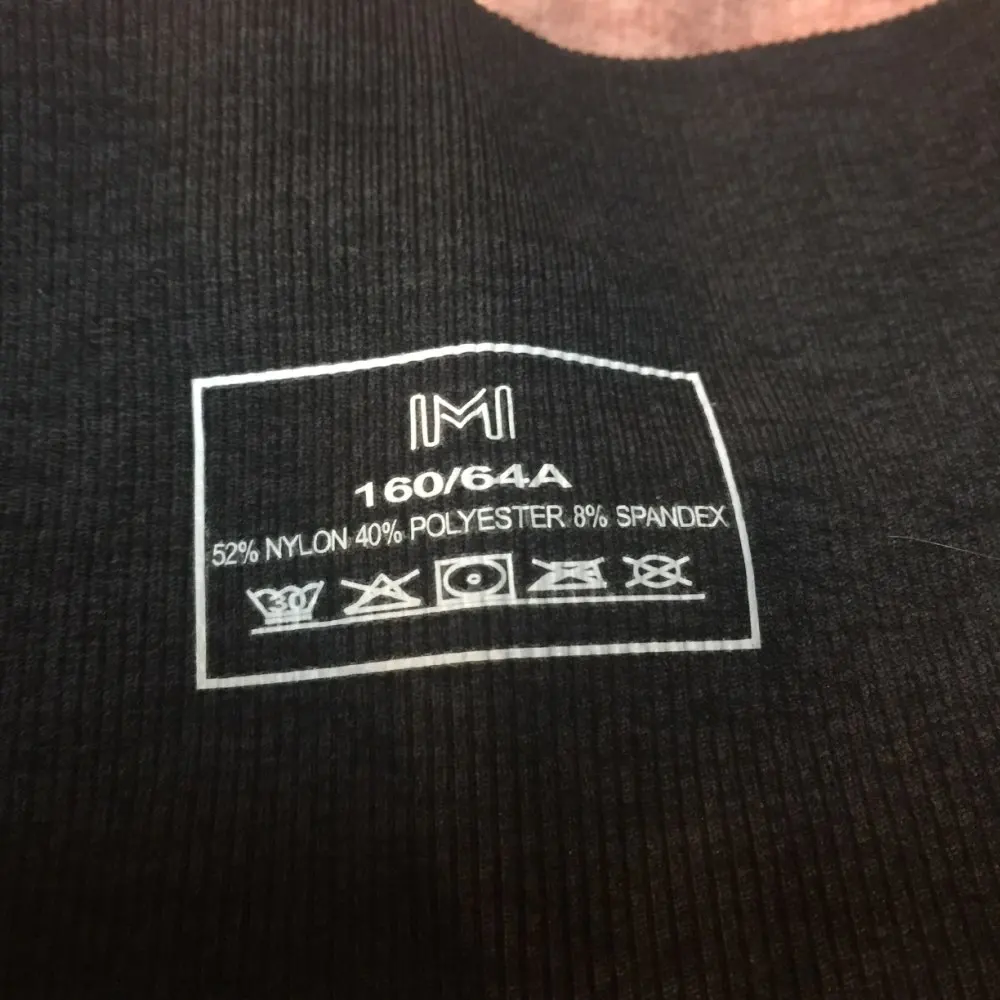 M
160/64A
52% NYLON 40% POLYESTER 8% SPANDEX
30